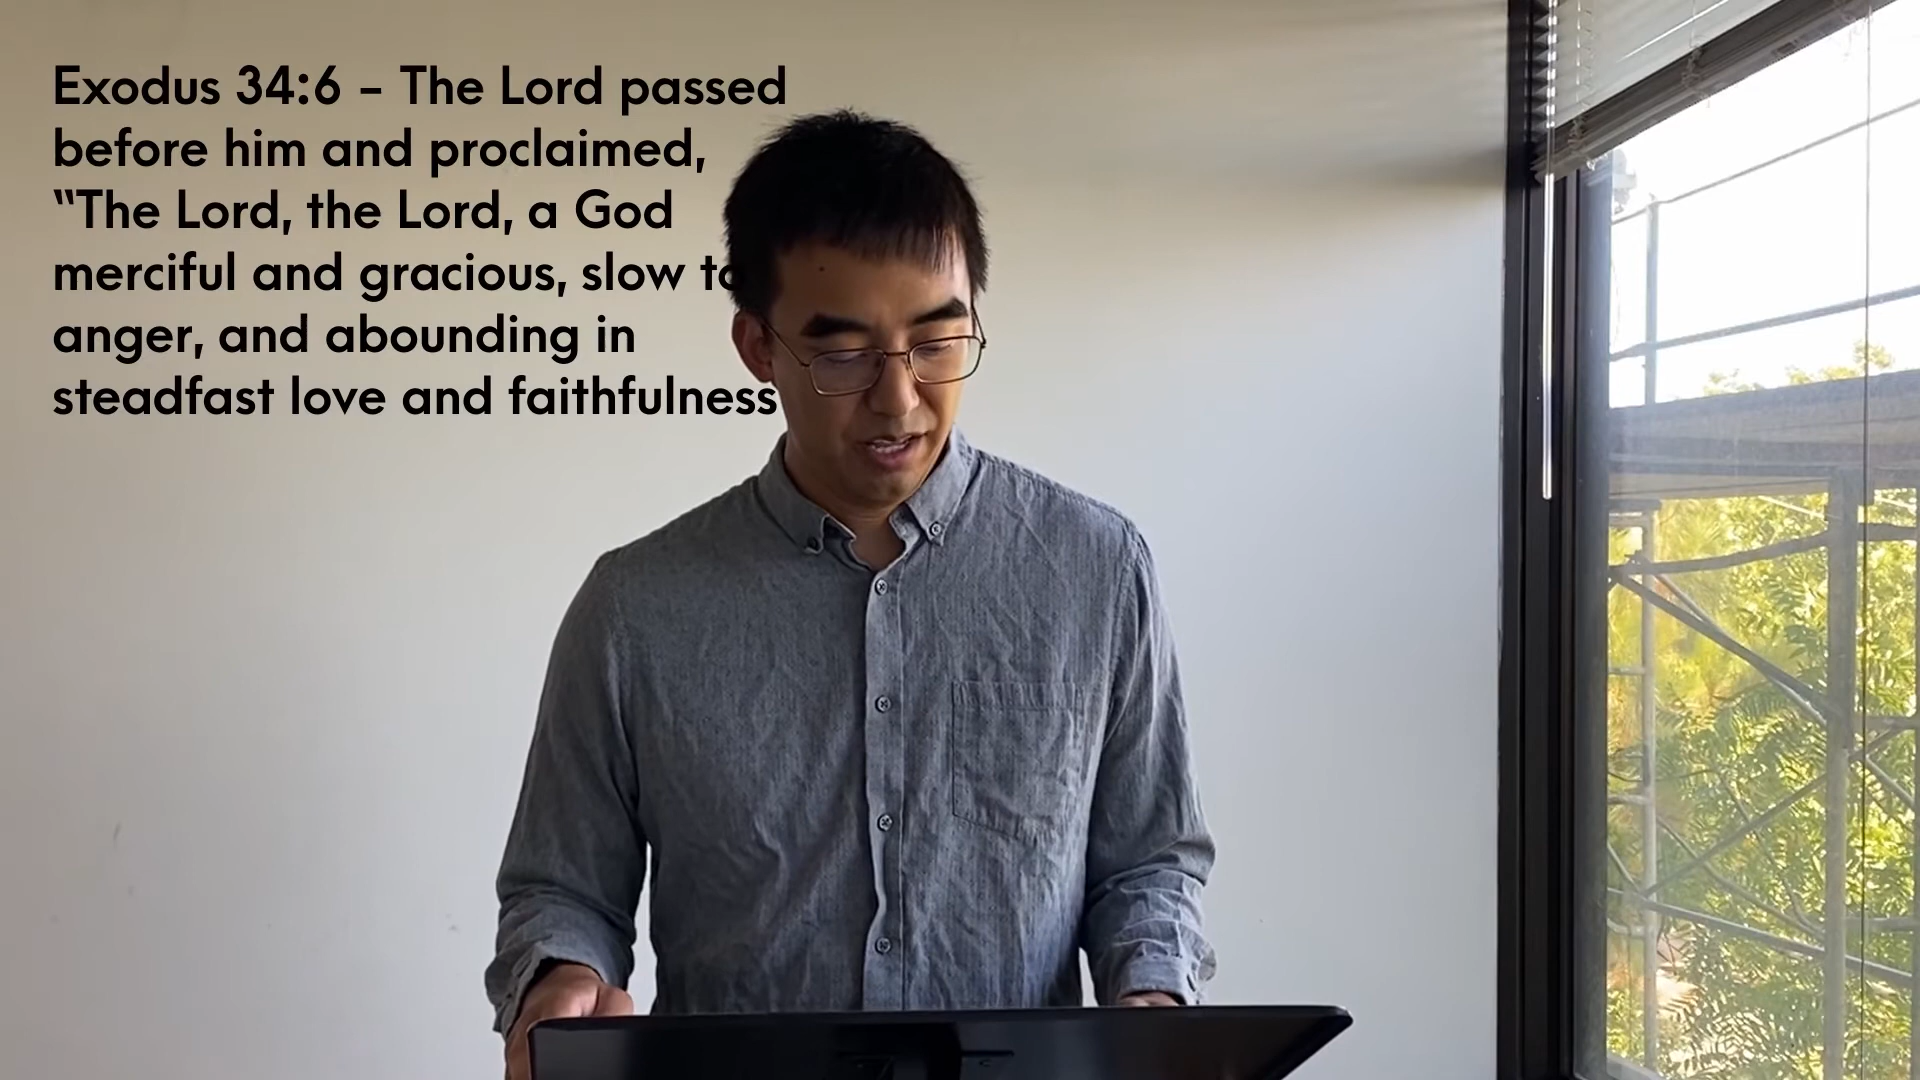 Exodus 34:6 – The Lord passed
before him and proclaimed,
“The Lord, the Lord, a God
merciful and gracious, slow to
anger, and abounding in
steadfast love and faithfulness